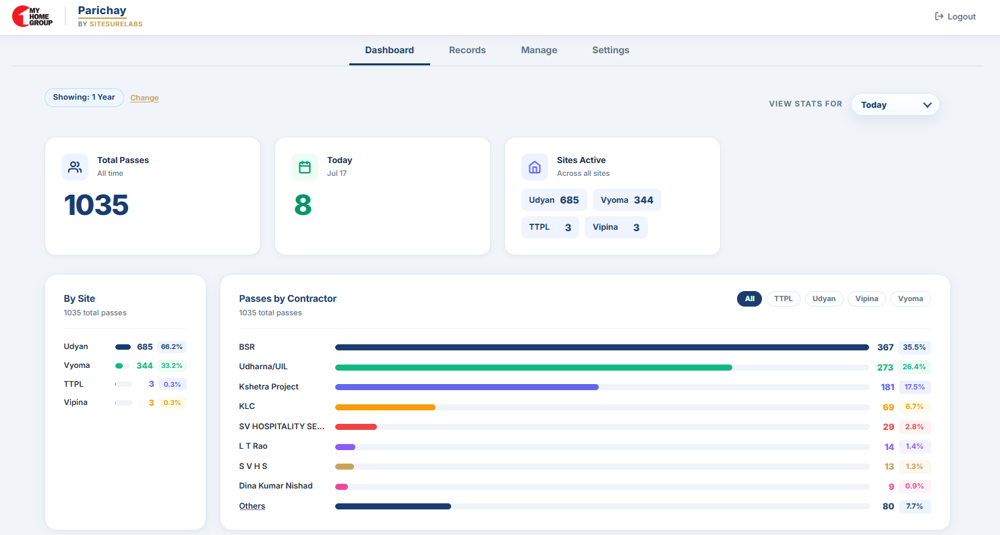 MY
HOME
GROUP
Parichay
BY SITESURELABS
Logout
Dashboard Records Manage Settings
Showing: 1 Year Change
VIEW STATS FOR Today
Total Passes
All time
1035
Today
Jul 17
8
Sites Active
Across all sites
Udyan 685 Vyoma 344
TTPL 3 Vipina 3
By Site
1035 total passes
Udyan 685 66.2%
Vyoma 344 33.2%
TTPL 3 0.3%
Vipina 3 0.3%
Passes by Contractor
1035 total passes
All TTPL Udyan Vipina Vyoma
BSR 367 35.5%
Udharna/UIL 273 26.4%
Kshetra Project 181 17.5%
KLC 69 6.7%
SV HOSPITALITY SE... 29 2.8%
L T Rao 14 1.4%
S V H S 13 1.3%
Dina Kumar Nishad 9 0.9%
Others 80 7.7%